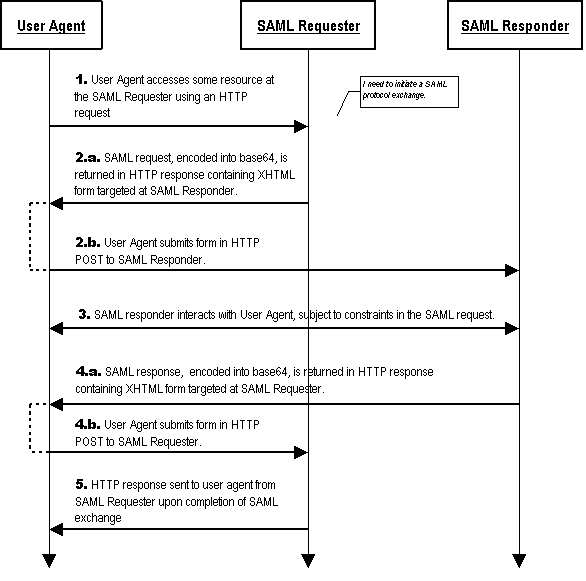 User Agent
SAML Requester
SAML Responder
1. User Agent accesses some resource at
the SAML Requester using an HTTP
request
I need to initiate a SAML
protocol exchange.
2.a. SAML request, encoded into base64, is
returned in HTTP response containing XHTML
form targeted at SAML Responder.
2.b. User Agent submits form in HTTP
POST to SAML Responder.
3. SAML responder interacts with User Agent, subject to constraints in the SAML request.
4.a. SAML response, encoded into base64, is returned in HTTP response
containing XHTML form targeted at SAML Requester.
4.b. User Agent submits form in HTTP
POST to SAML Requester.
5. HTTP response sent to user agent from
SAML Requester upon completion of SAML
exchange